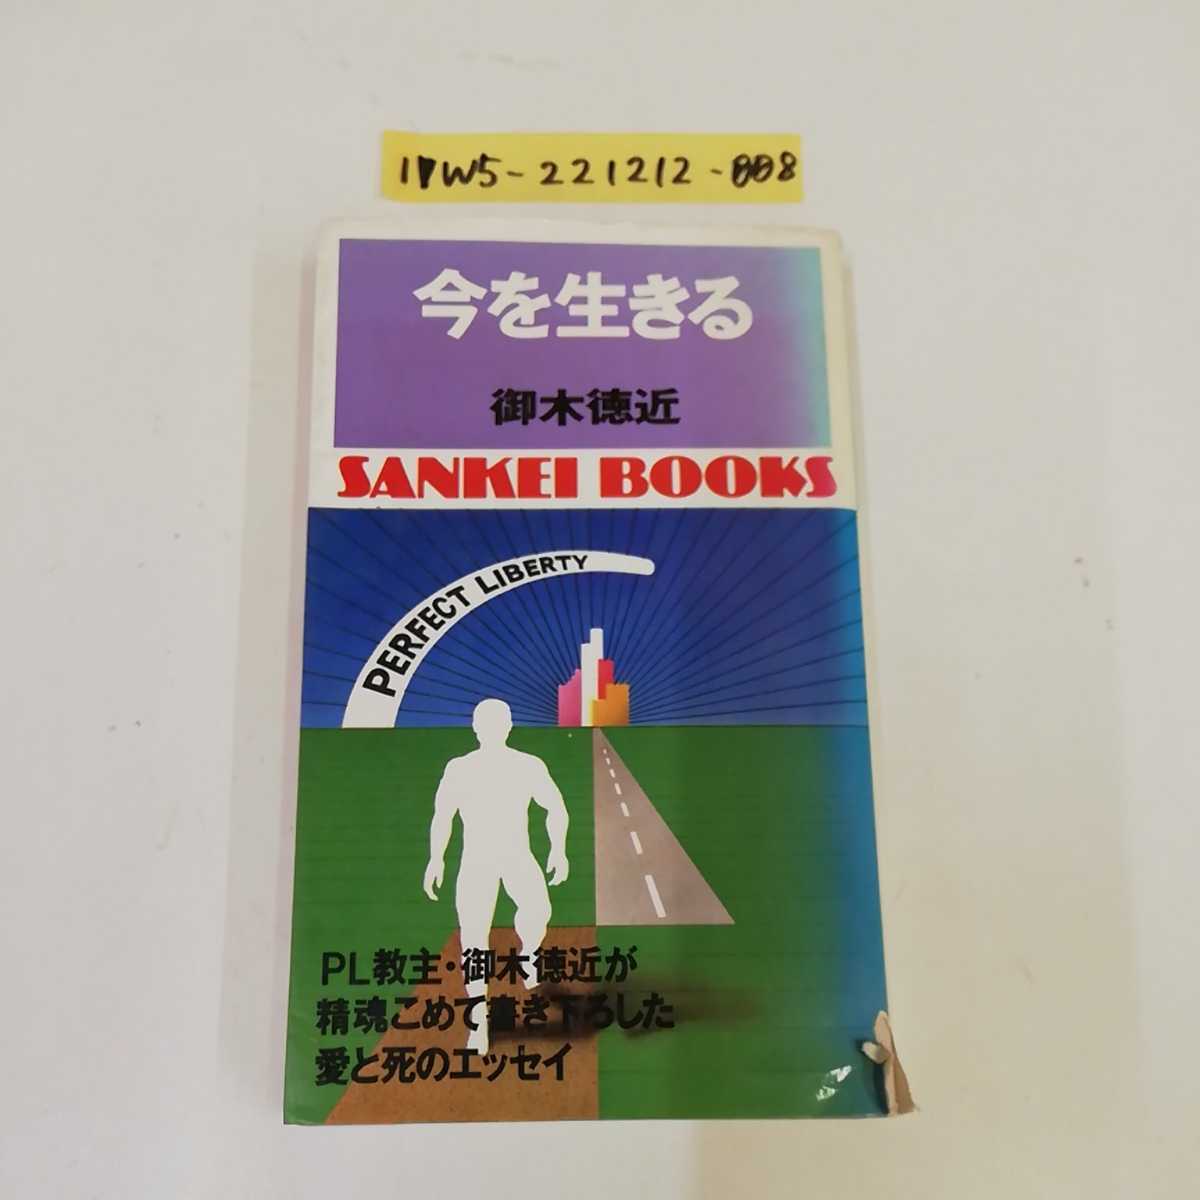 1 W5-221212-008
今を生きる
御木徳近
SANKEI BOOKS
PERFECT LIBERTY
PL教主・御木徳近が
精魂こめて書き下ろした
愛と死のエッセイ